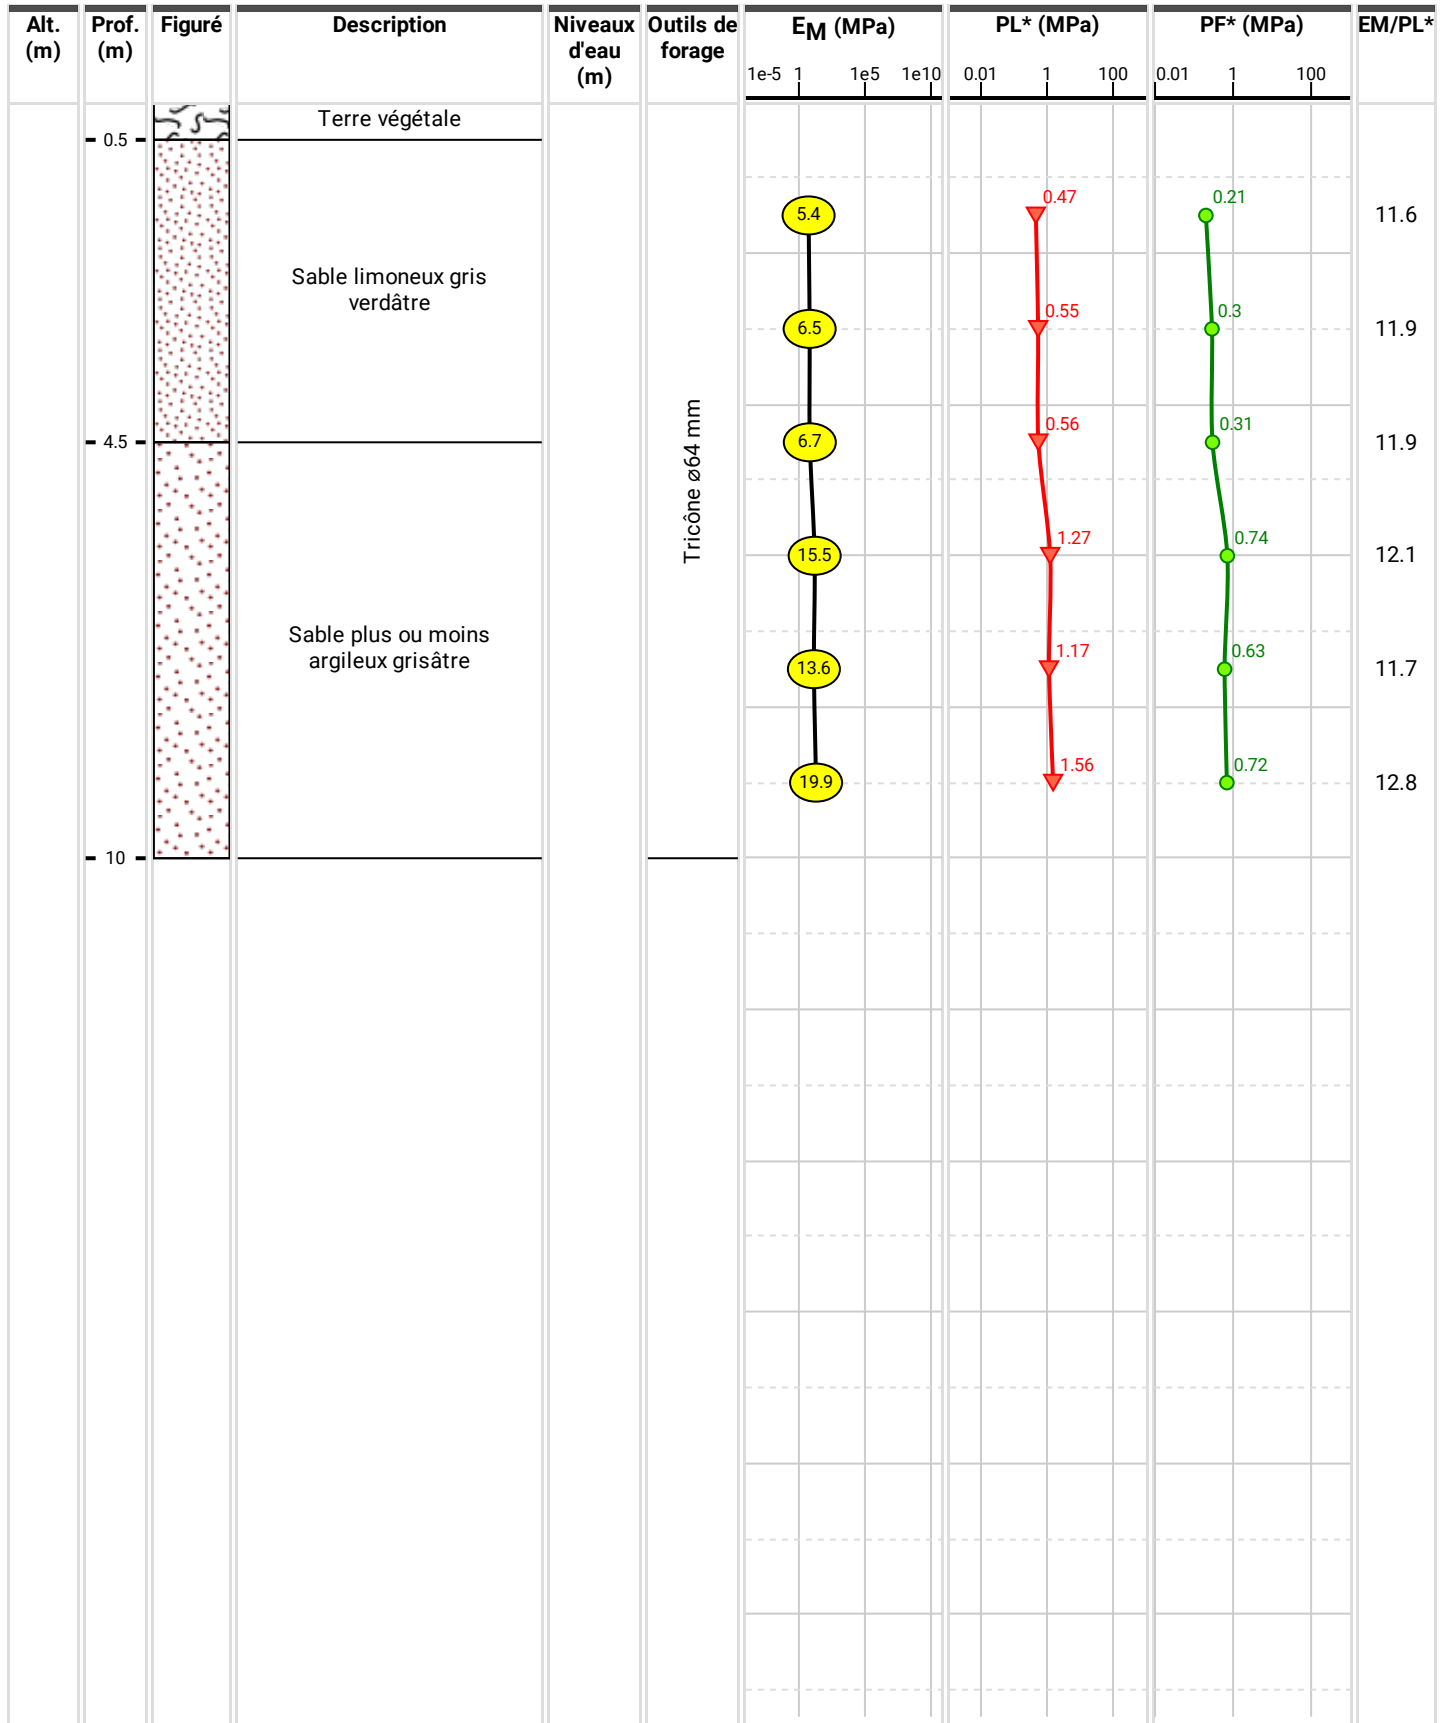 Alt.
(m)
Prof.
(m)
Figuré
Description
Niveaux
d'eau
(m)
Outils de
forage
EM (MPa)
1e-5 1 1e5 1e10
PL* (MPa)
0.01 1 100
PF* (MPa)
0.01 1 100
EM/PL*
Terre végétale
0.5
5.4 0.47 0.21 11.6
Sable limoneux gris
verdâtre
6.5 0.55 0.3 11.9
4.5
6.7 0.56 0.31 11.9
Tricône ⌀64 mm
15.5 1.27 0.74 12.1
Sable plus ou moins
argileux grisâtre
13.6 1.17 0.63 11.7
19.9 1.56 0.72 12.8
10